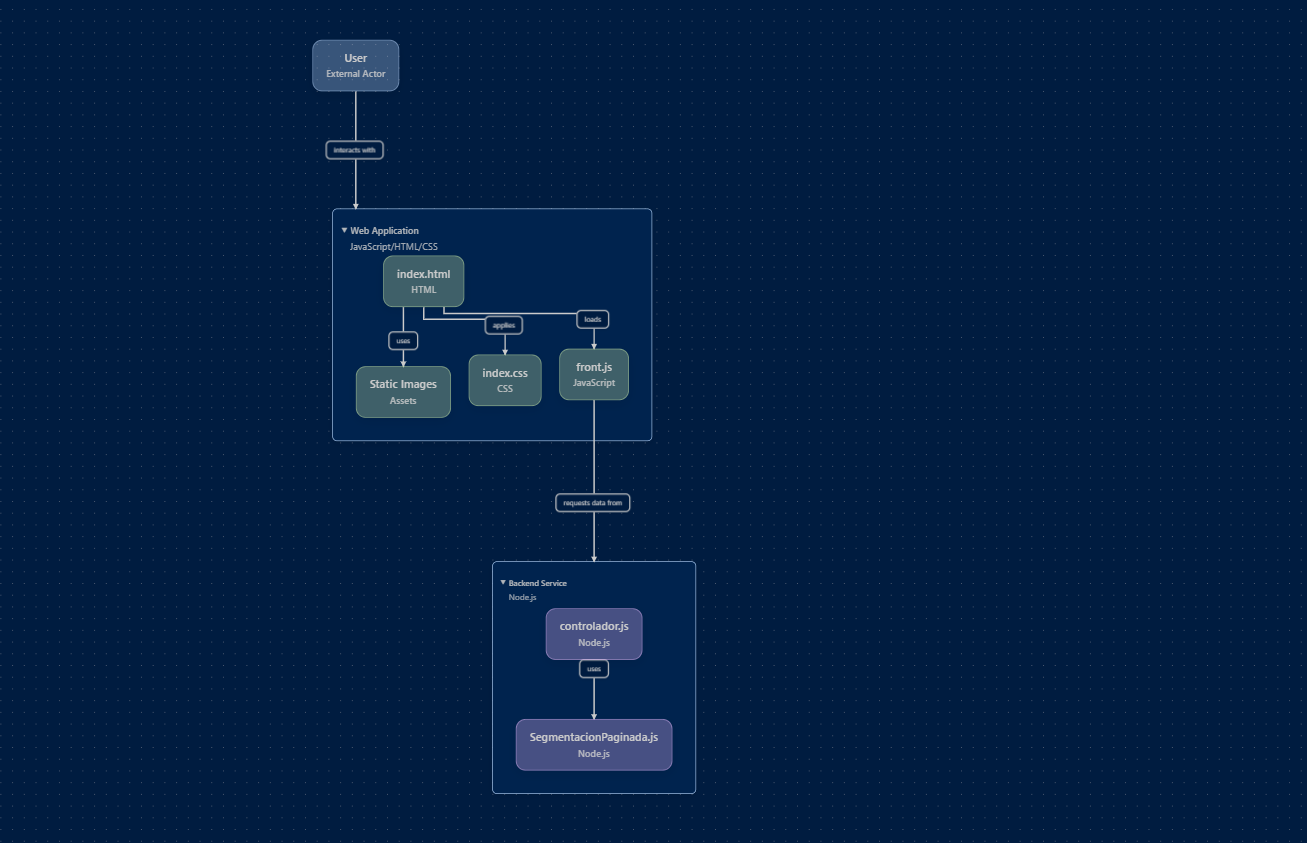 User
External Actor
interacts with
Web Application
JavaScript/HTML/CSS
index.html
HTML
uses
applies
loads
Static Images
Assets
index.css
CSS
front.js
JavaScript
requests data from
Backend Service
Node.js
controlador.js
Node.js
uses
SegmentacionPaginada.js
Node.js